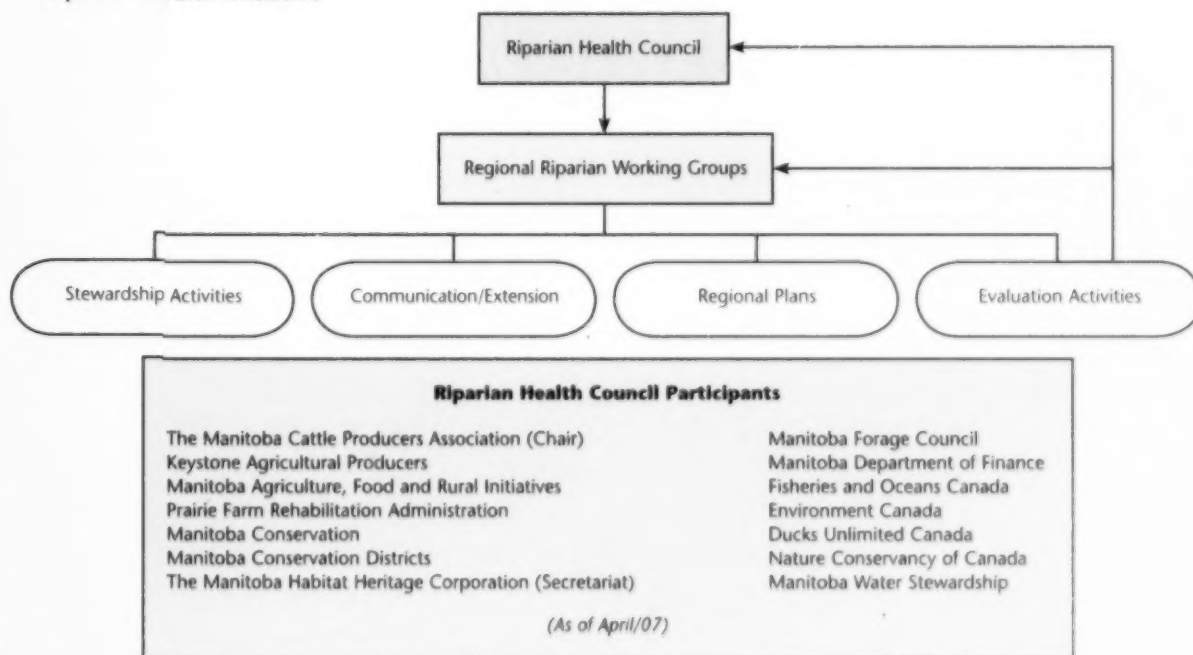 Riparian Health Council
Regional Riparian Working Groups
Stewardship Activities
Communication/Extension
Regional Plans
Evaluation Activities
Riparian Health Council Participants
The Manitoba Cattle Producers Association (Chair)
Keystone Agricultural Producers
Manitoba Agriculture, Food and Rural Initiatives
Prairie Farm Rehabilitation Administration
Manitoba Conservation
Manitoba Conservation Districts
The Manitoba Habitat Heritage Corporation (Secretariat)
Manitoba Forage Council
Manitoba Department of Finance
Fisheries and Oceans Canada
Environment Canada
Ducks Unlimited Canada
Nature Conservancy of Canada
Manitoba Water Stewardship
(As of April/07)